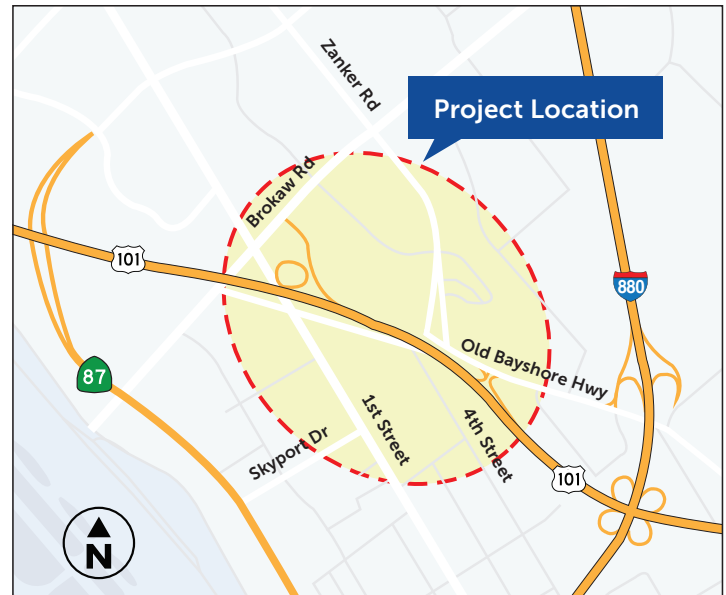 Zanker Rd
Project Location
Brokaw Rd
101
880
87
Old Bayshore Hwy
1st Street
4th Street
Skyport Dr
101
N